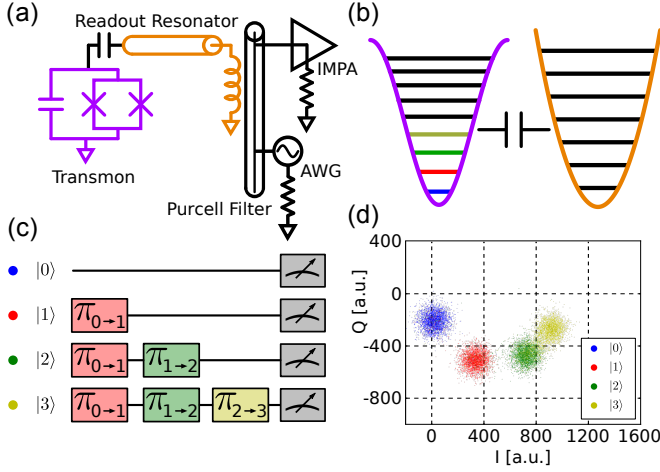 (a)
Readout Resonator
IMPA
AWG
Transmon
Purcell Filter
(b)
(c)
|0⟩
|1⟩ π0→1
|2⟩ π0→1 π1→2
|3⟩ π0→1 π1→2 π2→3
(d)
400
0
-400
-800
Q [a.u.]
|0⟩
|1⟩
|2⟩
|3⟩
0 400 800 1200 1600
I [a.u.]